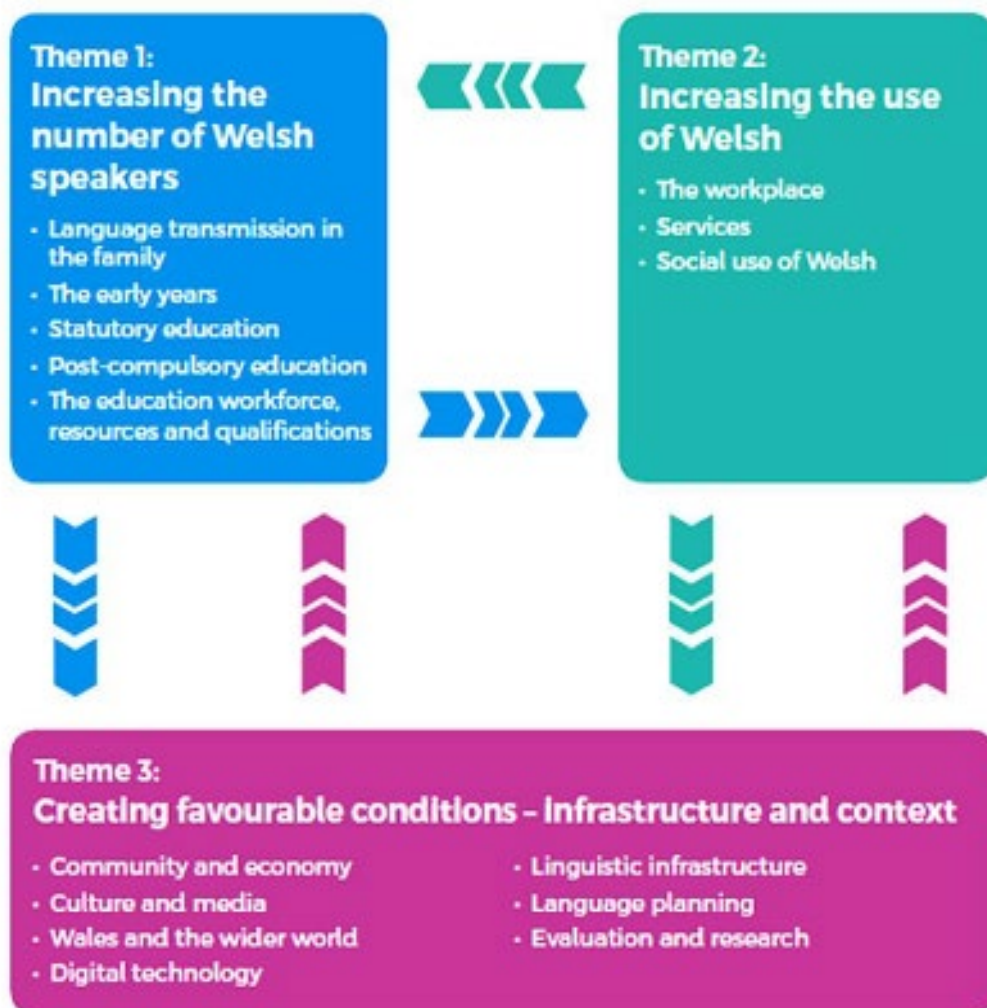 Theme 1:
Increasing the
number of Welsh
speakers
• Language transmission in
the family
• The early years
• Statutory education
• Post-compulsory education
• The education workforce,
resources and qualifications
Theme 2:
Increasing the use
of Welsh
• The workplace
• Services
• Social use of Welsh
Theme 3:
Creating favourable conditions – infrastructure and context
• Community and economy
• Culture and media
• Wales and the wider world
• Digital technology
• Linguistic infrastructure
• Language planning
• Evaluation and research